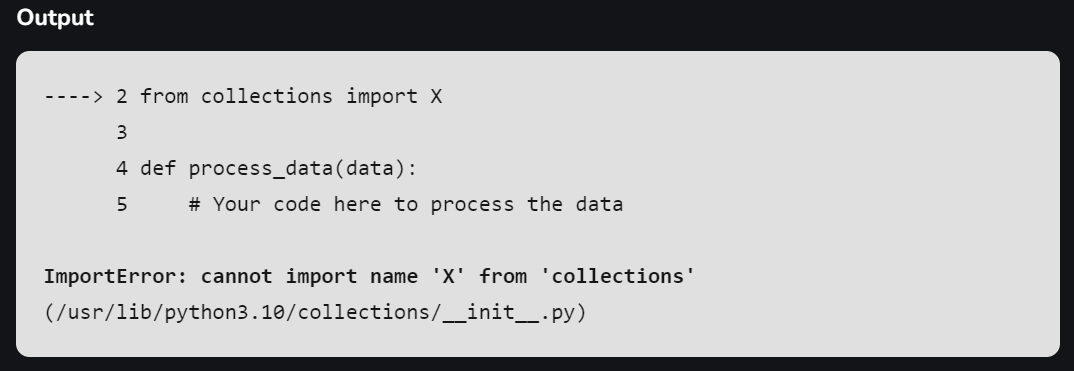 Output
----> 2 from collections import X
      3
      4 def process_data(data):
      5     # Your code here to process the data
ImportError: cannot import name 'X' from 'collections'
(/usr/lib/python3.10/collections/__init__.py)